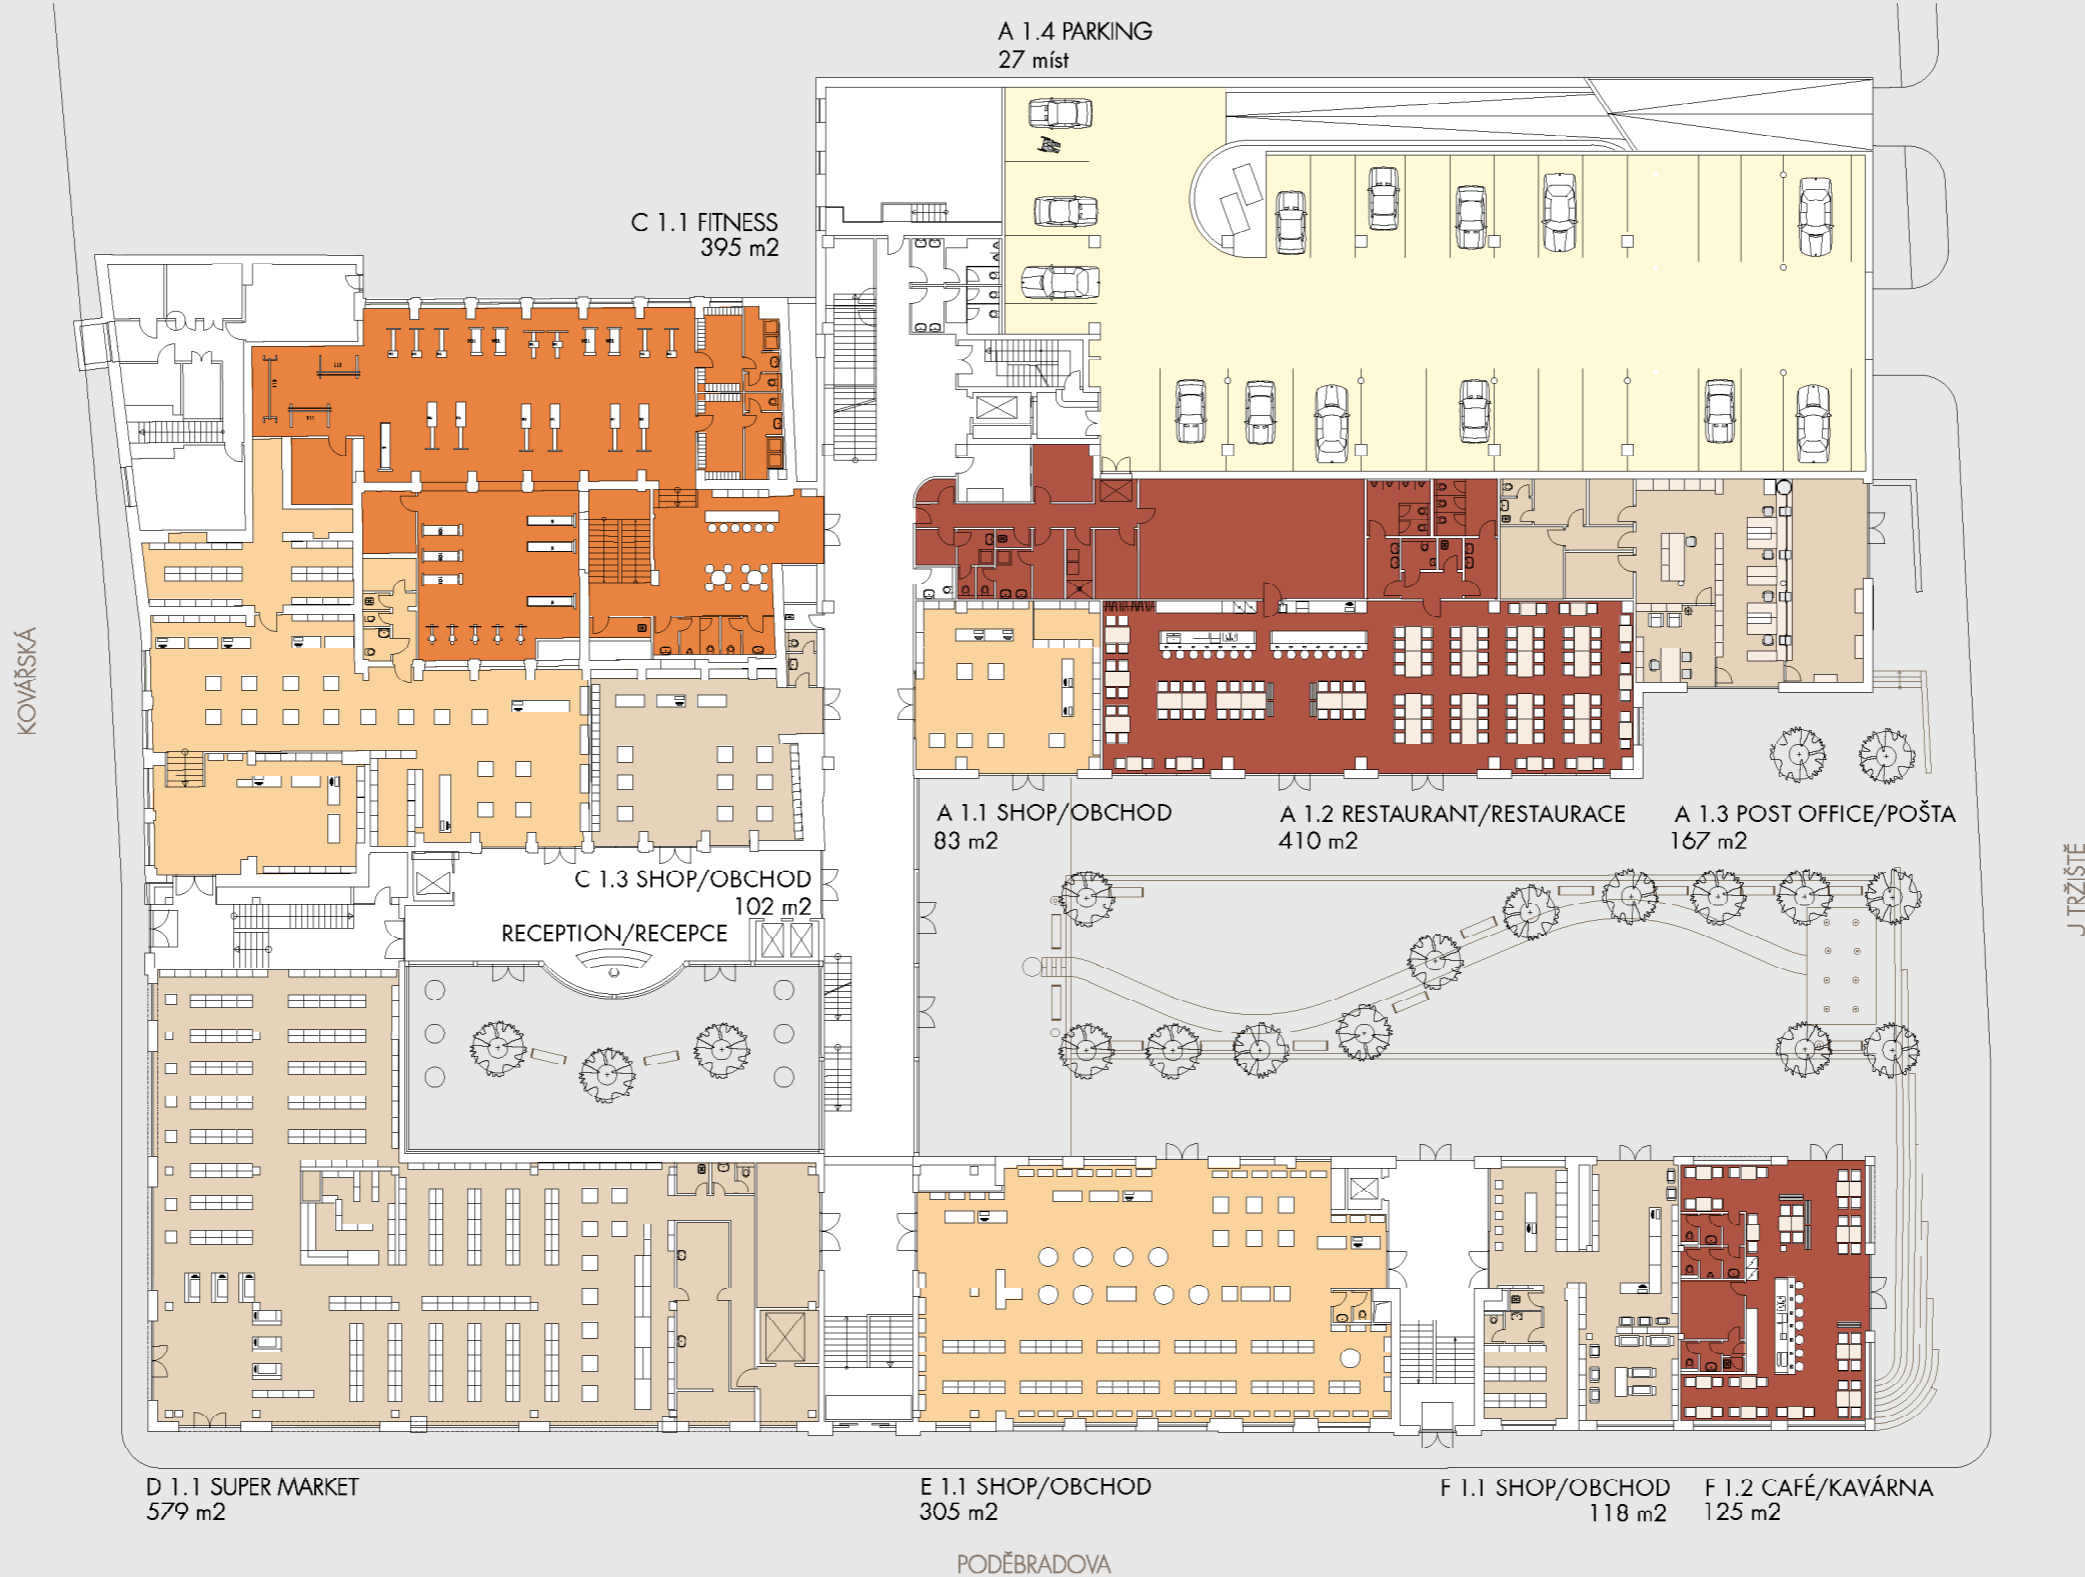 A 1.4 PARKING
27 míst
C 1.1 FITNESS
395 m2
KOVÁŘSKÁ
A 1.1 SHOP/OBCHOD
83 m2
A 1.2 RESTAURANT/RESTAURACE
410 m2
A 1.3 POST OFFICE/POŠTA
167 m2
C 1.3 SHOP/OBCHOD
102 m2
RECEPTION/RECEPCE
J TRŽIŠTĚ
D 1.1 SUPER MARKET
579 m2
E 1.1 SHOP/OBCHOD
305 m2
F 1.1 SHOP/OBCHOD
118 m2
F 1.2 CAFÉ/KAVÁRNA
125 m2
PODĚBRADOVA